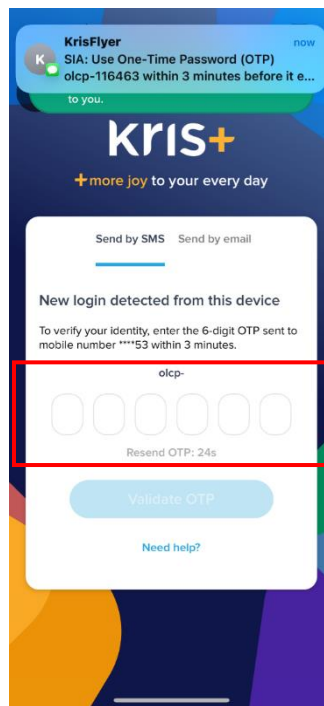 KrisFlyer
now
K
SIA: Use One-Time Password (OTP)
olcp-116463 within 3 minutes before it e...
to you.
kris+
+more joy to your every day
Send by SMS Send by email
New login detected from this device
To verify your identity, enter the 6-digit OTP sent to
mobile number ****53 within 3 minutes.
olcp-
Resend OTP: 24s
Validate OTP
Need help?